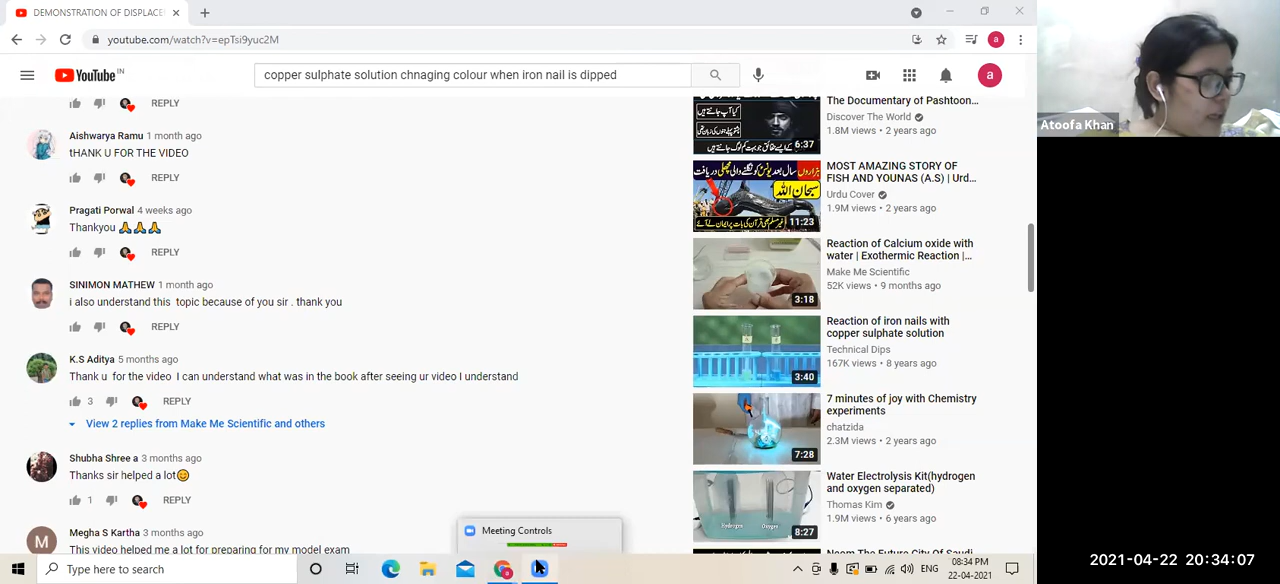 DEMONSTRATION OF DISPLACE
youtube.com/watch?v=epTsi9yuc2M
a
YouTube IN
copper sulphate solution chnaging colour when iron nail is dipped
a
REPLY
Aishwarya Ramu 1 month ago
tHANK U FOR THE VIDEO
REPLY
Pragati Porwal 4 weeks ago
Thankyou 🙏🙏🙏
REPLY
SINIMON MATHEW 1 month ago
i also understand this topic because of you sir . thank you
REPLY
K.S Aditya 5 months ago
Thank u for the video I can understand what was in the book after seeing ur video I understand
3 REPLY
View 2 replies from Make Me Scientific and others
Shubha Shree a 3 months ago
Thanks sir helped a lot😊
1 REPLY
M
Megha S Kartha 3 months ago
This video helped me a lot for preparing for my model exam
6:37
The Documentary of Pashtoon...
Discover The World
1.8M views • 2 years ago
11:23
MOST AMAZING STORY OF
FISH AND YOUNAS (A.S) | Urd...
Urdu Cover
1.9M views • 2 years ago
3:18
Reaction of Calcium oxide with
water | Exothermic Reaction |...
Make Me Scientific
52K views • 9 months ago
3:40
Reaction of iron nails with
copper sulphate solution
Technical Dips
167K views • 8 years ago
7:28
7 minutes of joy with Chemistry
experiments
chatzida
2.3M views • 2 years ago
Hydrogen Oxygen
8:27
Water Electrolysis Kit(hydrogen
and oxygen separated)
Thomas Kim
1.9M views • 6 years ago
Neom The Future City Of Saudi
Meeting Controls
Type here to search
ENG
08:34 PM
22-04-2021
Atoofa Khan
2021-04-22 20:34:07